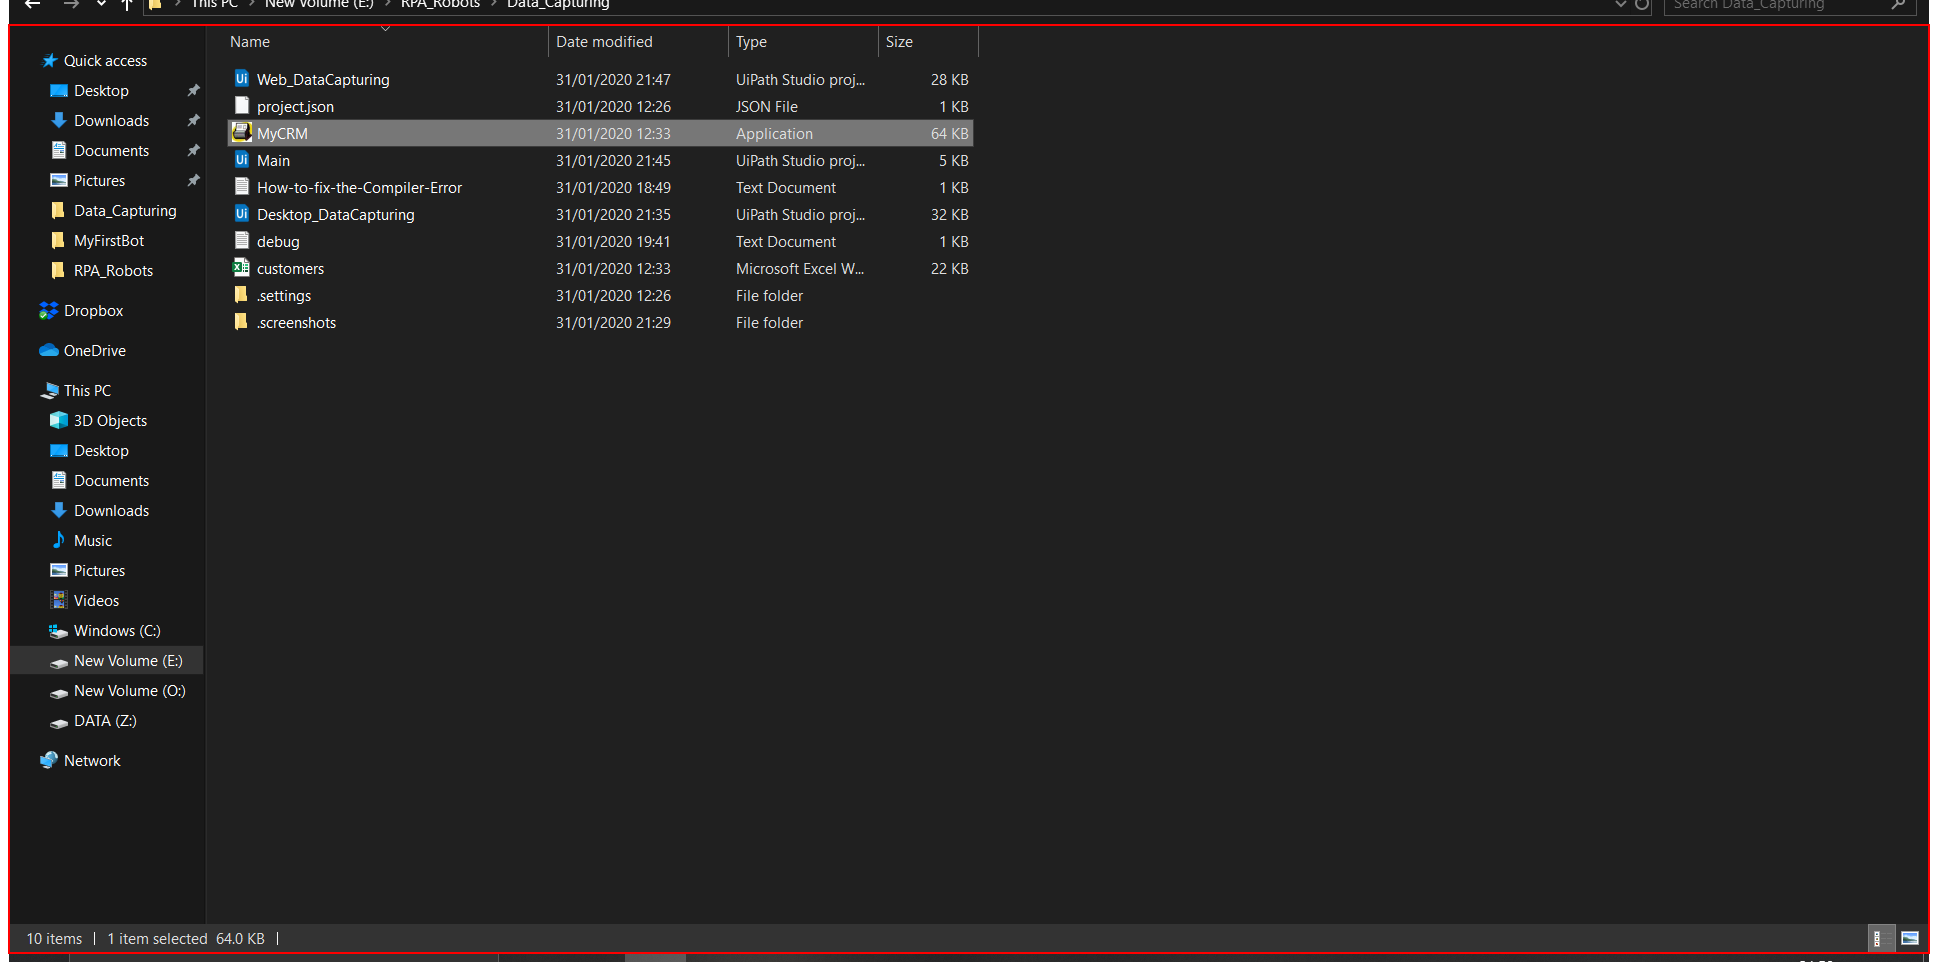 This PC > New Volume (E:) > RPA_Robots > Data_Capturing
Search Data_Capturing
Name Date modified Type Size
Quick access
Desktop
Downloads
Documents
Pictures
Data_Capturing
MyFirstBot
RPA_Robots
Dropbox
OneDrive
This PC
3D Objects
Desktop
Documents
Downloads
Music
Pictures
Videos
Windows (C:)
New Volume (E:)
New Volume (O:)
DATA (Z:)
Network
Ui Web_DataCapturing 31/01/2020 21:47 UiPath Studio proj... 28 KB
project.json 31/01/2020 12:26 JSON File 1 KB
MyCRM 31/01/2020 12:33 Application 64 KB
Ui Main 31/01/2020 21:45 UiPath Studio proj... 5 KB
How-to-fix-the-Compiler-Error 31/01/2020 18:49 Text Document 1 KB
Ui Desktop_DataCapturing 31/01/2020 21:35 UiPath Studio proj... 32 KB
debug 31/01/2020 19:41 Text Document 1 KB
customers 31/01/2020 12:33 Microsoft Excel W... 22 KB
.settings 31/01/2020 12:26 File folder
.screenshots 31/01/2020 21:29 File folder
10 items | 1 item selected 64.0 KB |